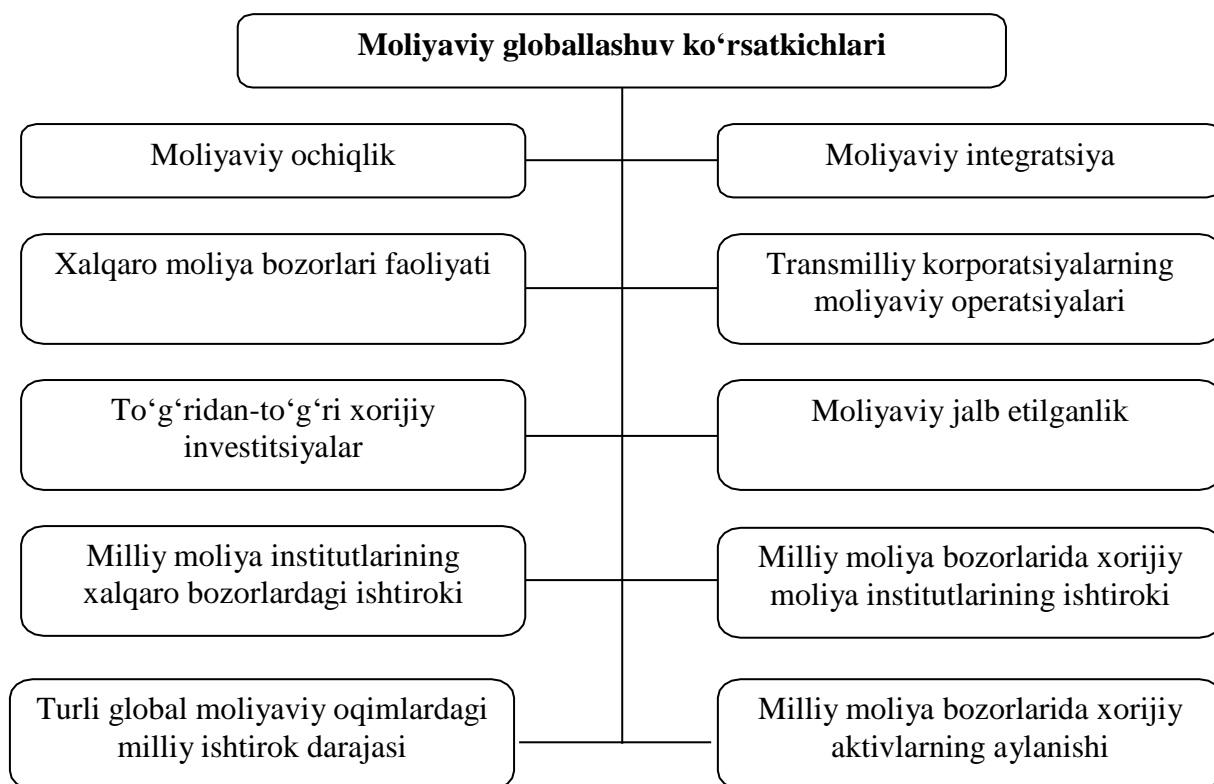 Moliyaviy globallashuv ko‘rsatkichlari
Moliyaviy ochiqlik
Moliyaviy integratsiya
Xalqaro moliya bozorlari faoliyati
Transmilliy korporatsiyalarning
moliyaviy operatsiyalari
To‘g‘ridan-to‘g‘ri xorijiy
investitsiyalar
Moliyaviy jalb etilganlik
Milliy moliya institutlarining
xalqaro bozorlardagi ishtiroki
Milliy moliya bozorlarida xorijiy
moliya institutlarining ishtiroki
Turli global moliyaviy oqimlardagi
milliy ishtirok darajasi
Milliy moliya bozorlarida xorijiy
aktivlarning aylanishi